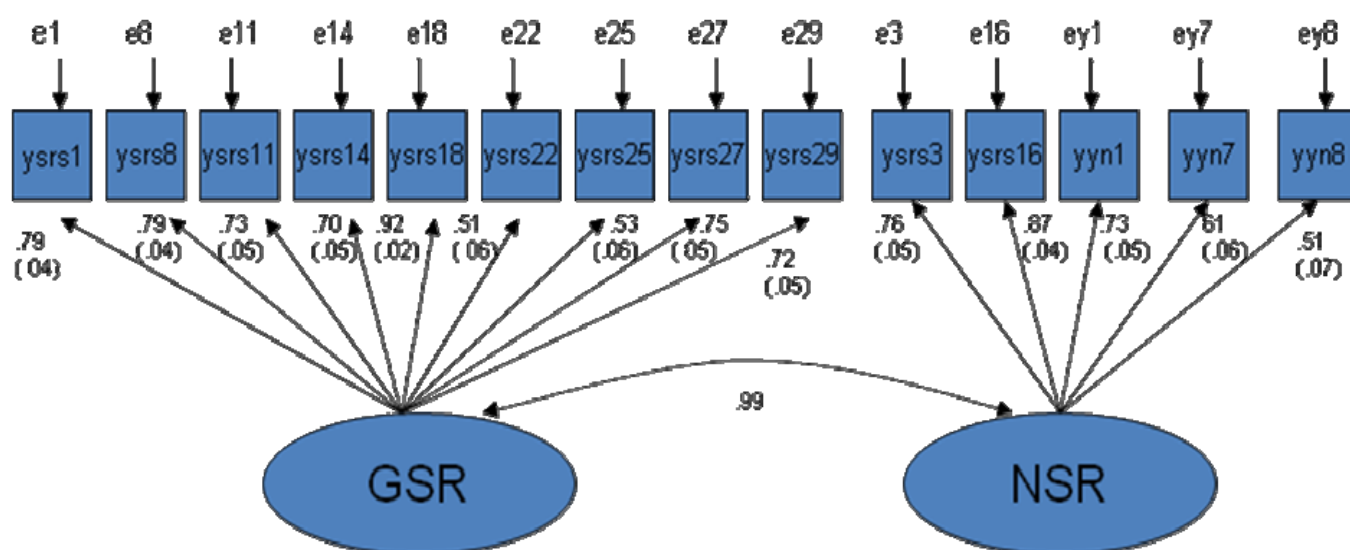 e1 e8 e11 e14 e18 e22 e25 e27 e29 e3 e16 ey1 ey7 ey8
ysrs1 ysrs8 ysrs11 ysrs14 ysrs18 ysrs22 ysrs25 ysrs27 ysrs29 ysrs3 ysrs16 yyn1 yyn7 yyn8
.79 .79 .73 .70 .92 .51 .53 .75 .72 .76 .87 .73 61 .51
( 04) (.04) (.05) (.05) (.02) ( 06) (.06) ( 05) (.05) (.05) (.04) (.05) (.06) (.07)
.99
GSR NSR